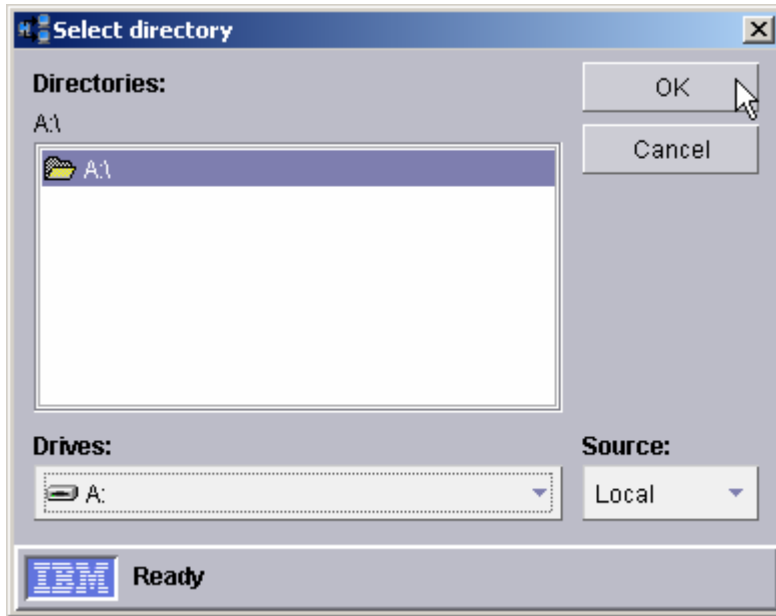 Select directory
Directories:
A:\
A:\
Drives:
A:
OK
Cancel
Source:
Local
IBM
Ready